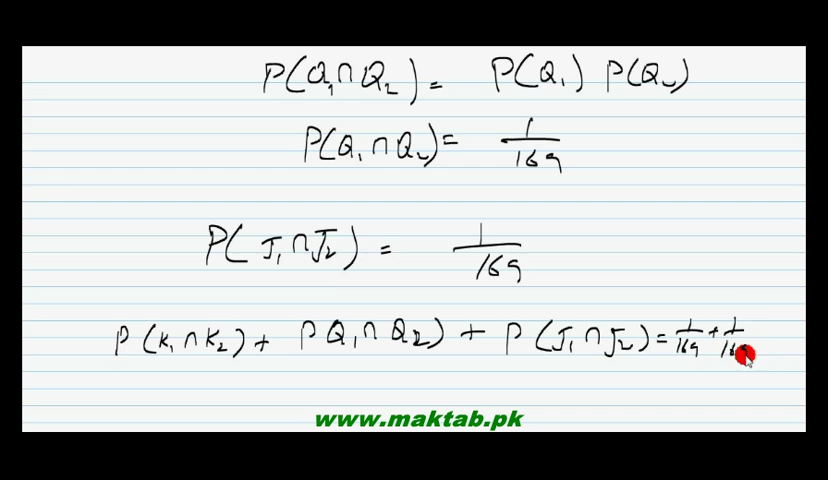 P(Q₁∩Q₂) = P(Q₁) P(Q₂)
P(Q₁∩Q₂) = 1/169
P(J₁∩J₂) = 1/169
P(K₁∩K₂) + PQ₁∩Q₂) + P(J₁∩J₂) = 1/169 + 1/169
www.maktab.pk